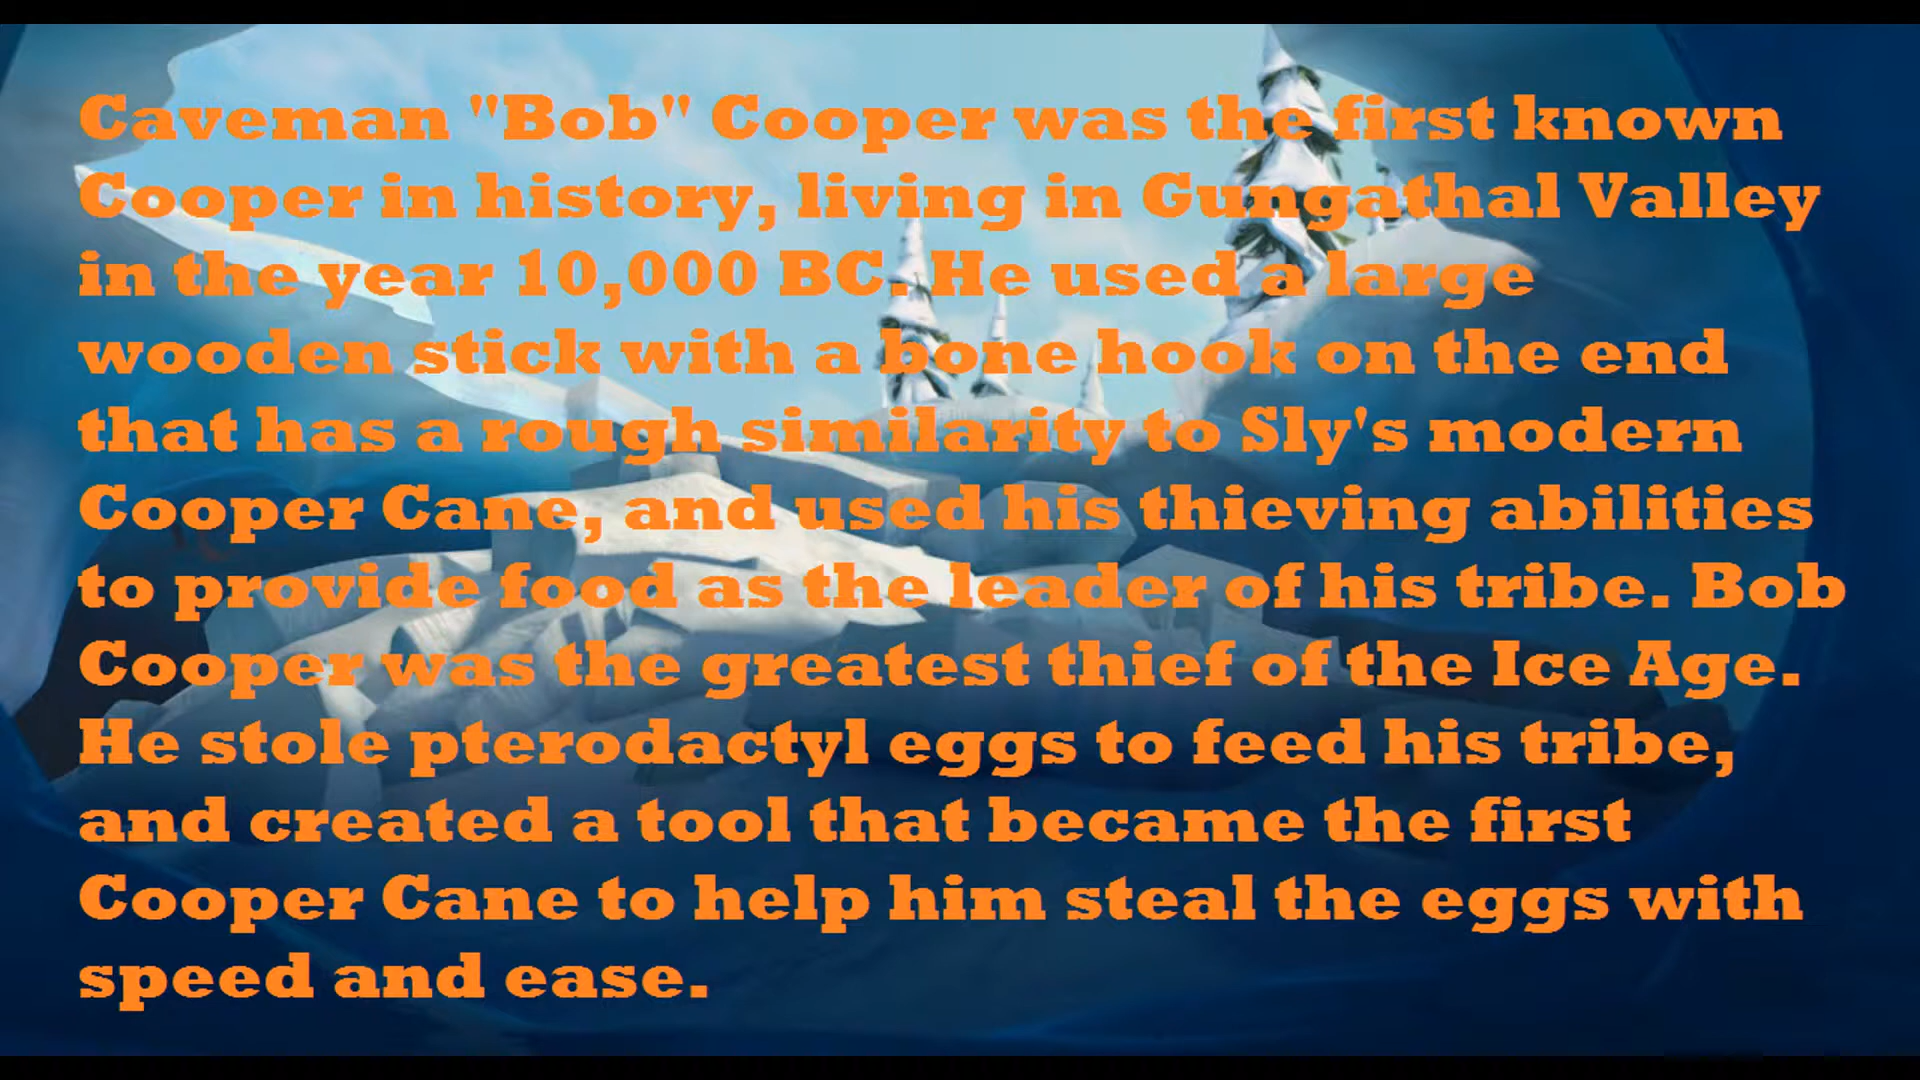 Caveman "Bob" Cooper was the first known
Cooper in history, living in Gungathal Valley
in the year 10,000 BC. He used a large
wooden stick with a bone hook on the end
that has a rough similarity to Sly's modern
Cooper Cane, and used his thieving abilities
to provide food as the leader of his tribe. Bob
Cooper was the greatest thief of the Ice Age.
He stole pterodactyl eggs to feed his tribe,
and created a tool that became the first
Cooper Cane to help him steal the eggs with
speed and ease.